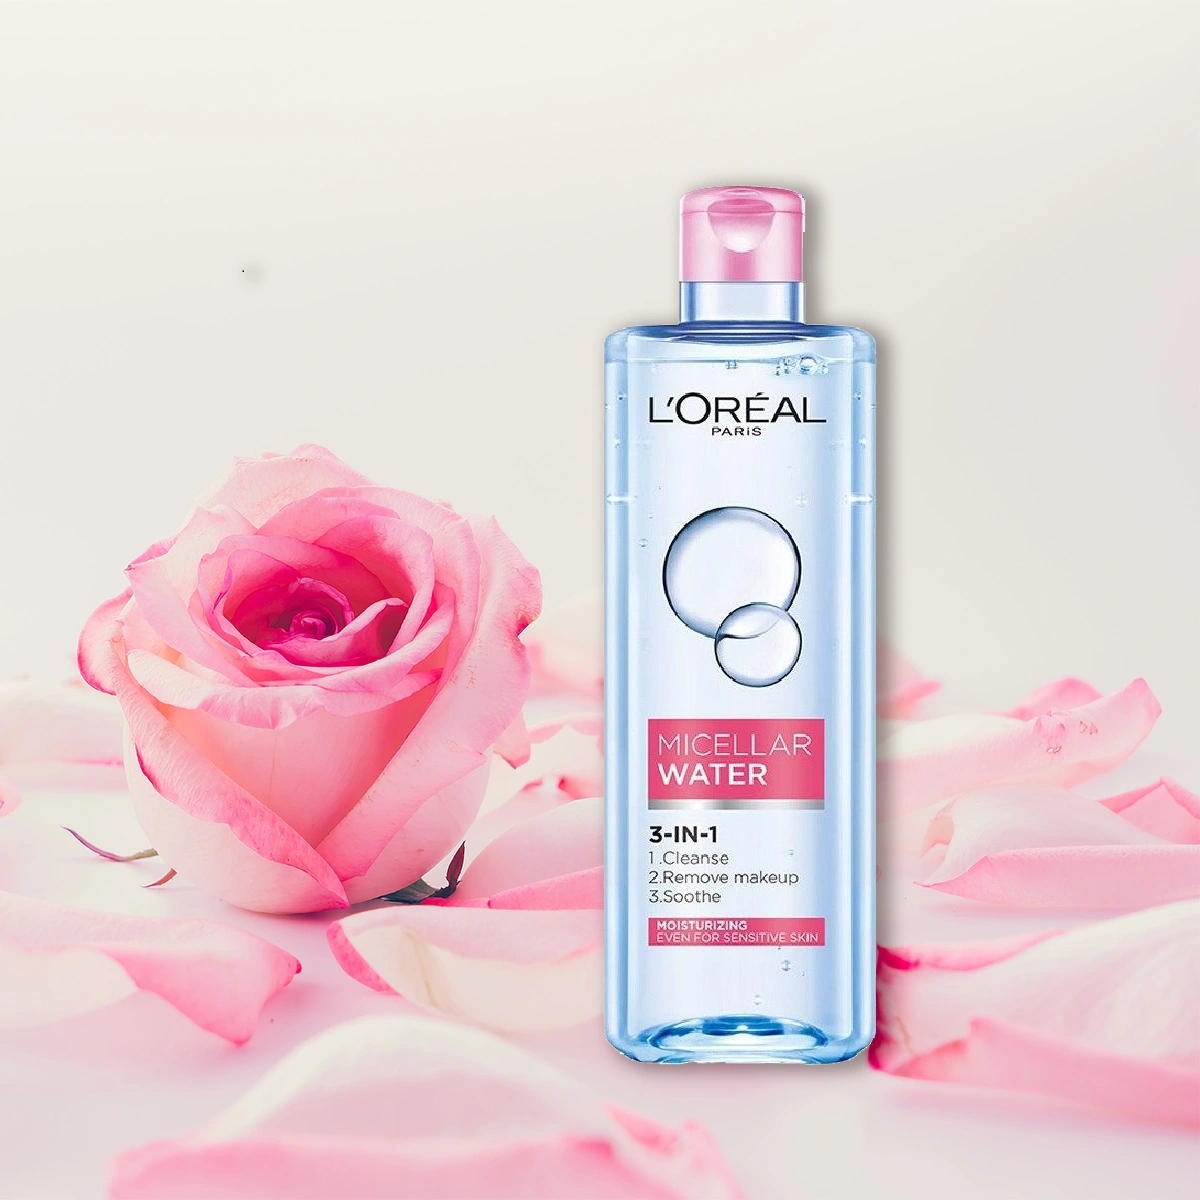 L'ORÉAL
PARIS
MICELLAR
WATER
3-IN-1
1.Cleanse
2.Remove makeup
3.Soothe
MOISTURIZING
EVEN FOR SENSITIVE SKIN